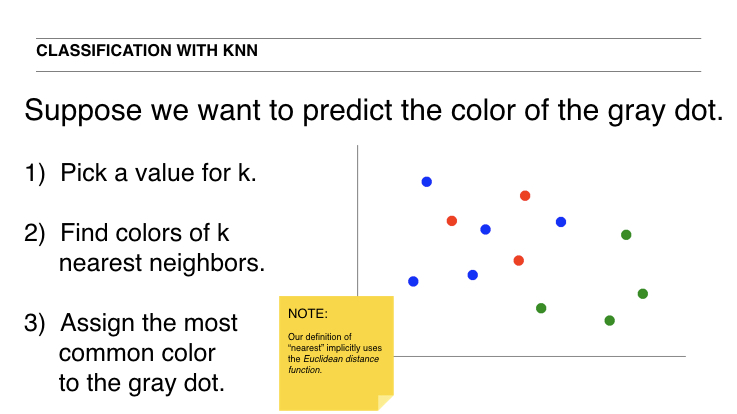 CLASSIFICATION WITH KNN
Suppose we want to predict the color of the gray dot.
1) Pick a value for k.
2) Find colors of k
nearest neighbors.
3) Assign the most
common color
to the gray dot.
NOTE:
Our definition of
“nearest” implicitly uses
the Euclidean distance
function.